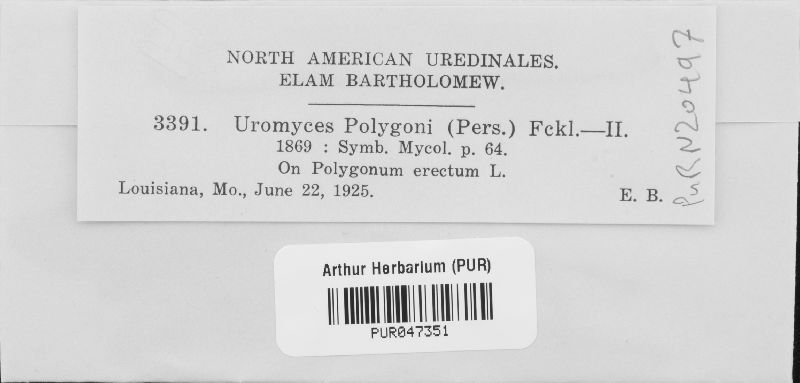 NORTH AMERICAN UREDINALES.
ELAM BARTHOLOMEW.
3391. Uromyces Polygoni (Pers.) Fckl.—II.
1869 : Symb. Mycol. p. 64.
On Polygonum erectum L.
Louisiana, Mo., June 22, 1925. E. B.
PURN20497
Arthur Herbarium (PUR)
PUR047351